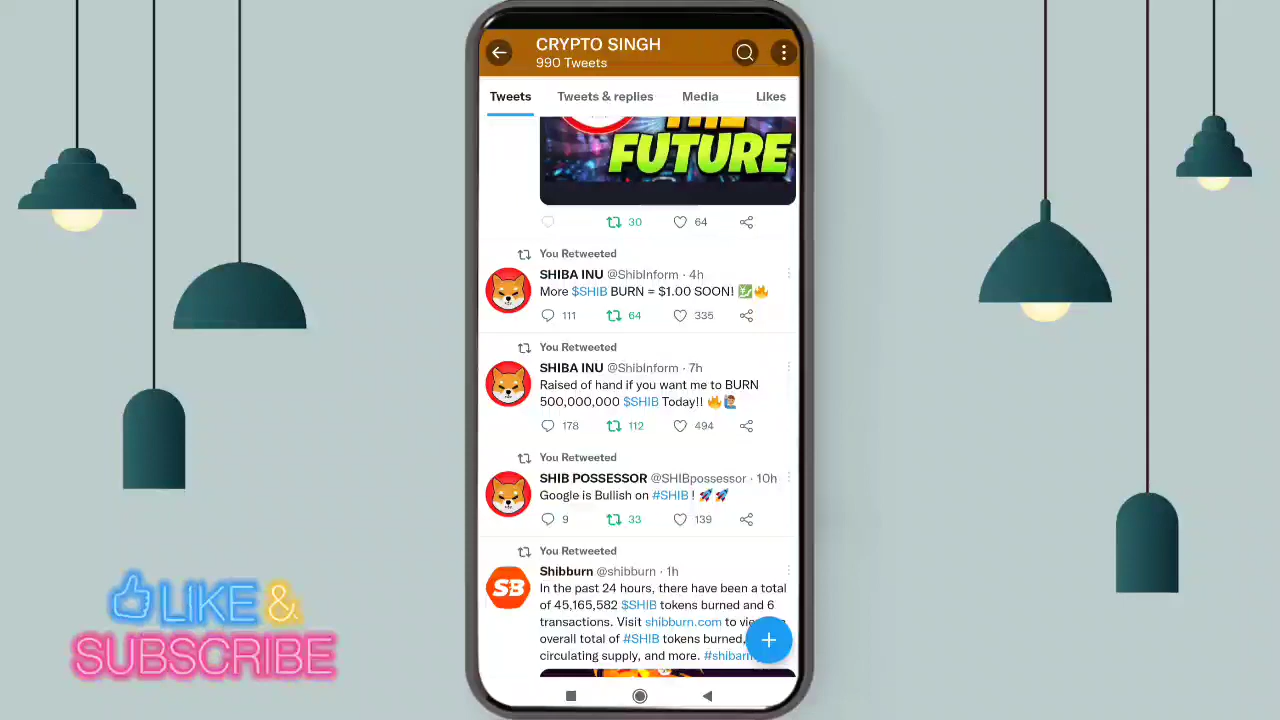 CRYPTO SINGH
990 Tweets
Tweets
Tweets & replies
Media
Likes
FUTURE
30
64
You Retweeted
SHIBA INU @ShibInform · 4h
More $SHIB BURN = $1.00 SOON! 💹🔥
111
64
335
You Retweeted
SHIBA INU @ShibInform · 7h
Raised of hand if you want me to BURN
500,000,000 $SHIB Today!! 🔥🙋🏽‍♂️
178
112
494
You Retweeted
SHIB POSSESSOR @SHIBpossessor · 10h
Google is Bullish on #SHIB ! 🚀🚀
9
33
139
You Retweeted
SB
Shibburn @shibburn · 1h
In the past 24 hours, there have been a total
of 45,165,582 $SHIB tokens burned and 6
transactions. Visit shibburn.com to
overall total of #SHIB tokens burned,
circulating supply, and more.
LIKE &
SUBSCRIBE